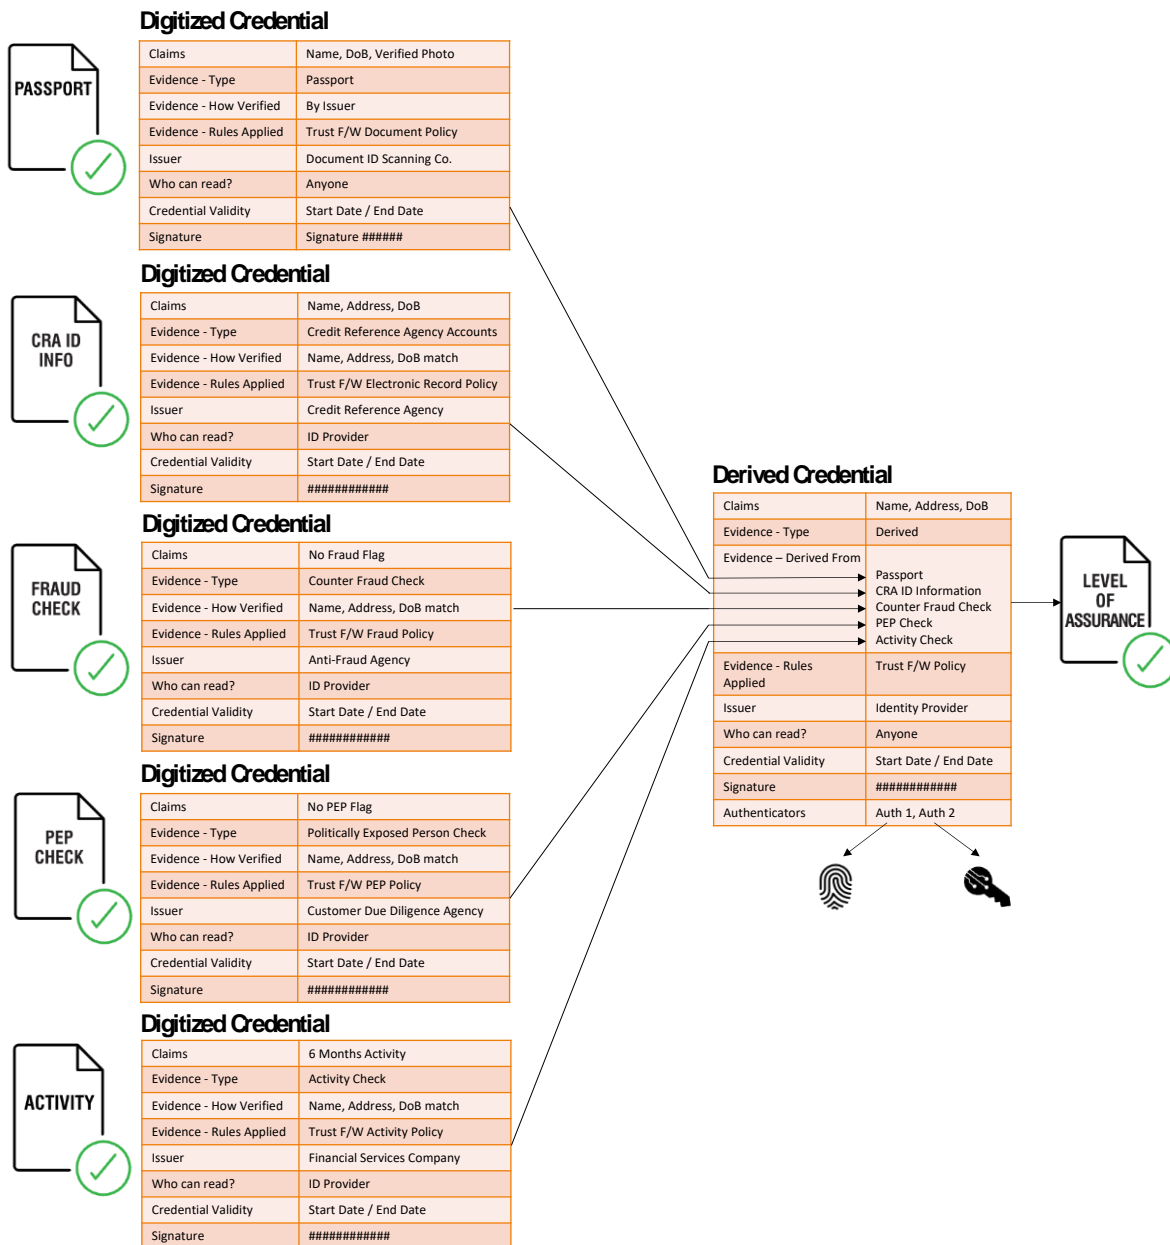 Digitized Credential
PASSPORT
Claims Name, DoB, Verified Photo
Evidence - Type Passport
Evidence - How Verified By Issuer
Evidence - Rules Applied Trust F/W Document Policy
Issuer Document ID Scanning Co.
Who can read? Anyone
Credential Validity Start Date / End Date
Signature Signature ######
Digitized Credential
CRA ID
INFO
Claims Name, Address, DoB
Evidence - Type Credit Reference Agency Accounts
Evidence - How Verified Name, Address, DoB match
Evidence - Rules Applied Trust F/W Electronic Record Policy
Issuer Credit Reference Agency
Who can read? ID Provider
Credential Validity Start Date / End Date
Signature ############
Digitized Credential
FRAUD
CHECK
Claims No Fraud Flag
Evidence - Type Counter Fraud Check
Evidence - How Verified Name, Address, DoB match
Evidence - Rules Applied Trust F/W Fraud Policy
Issuer Anti-Fraud Agency
Who can read? ID Provider
Credential Validity Start Date / End Date
Signature ############
Digitized Credential
PEP
CHECK
Claims No PEP Flag
Evidence - Type Politically Exposed Person Check
Evidence - How Verified Name, Address, DoB match
Evidence - Rules Applied Trust F/W PEP Policy
Issuer Customer Due Diligence Agency
Who can read? ID Provider
Credential Validity Start Date / End Date
Signature ############
Digitized Credential
ACTIVITY
Claims 6 Months Activity
Evidence - Type Activity Check
Evidence - How Verified Name, Address, DoB match
Evidence - Rules Applied Trust F/W Activity Policy
Issuer Financial Services Company
Who can read? ID Provider
Credential Validity Start Date / End Date
Signature ############
Derived Credential
Claims Name, Address, DoB
Evidence - Type Derived
Evidence – Derived From
Passport
CRA ID Information
Counter Fraud Check
PEP Check
Activity Check
Evidence - Rules Trust F/W Policy
Applied
Issuer Identity Provider
Who can read? Anyone
Credential Validity Start Date / End Date
Signature ############
Authenticators Auth 1, Auth 2
LEVEL
OF
ASSURANCE